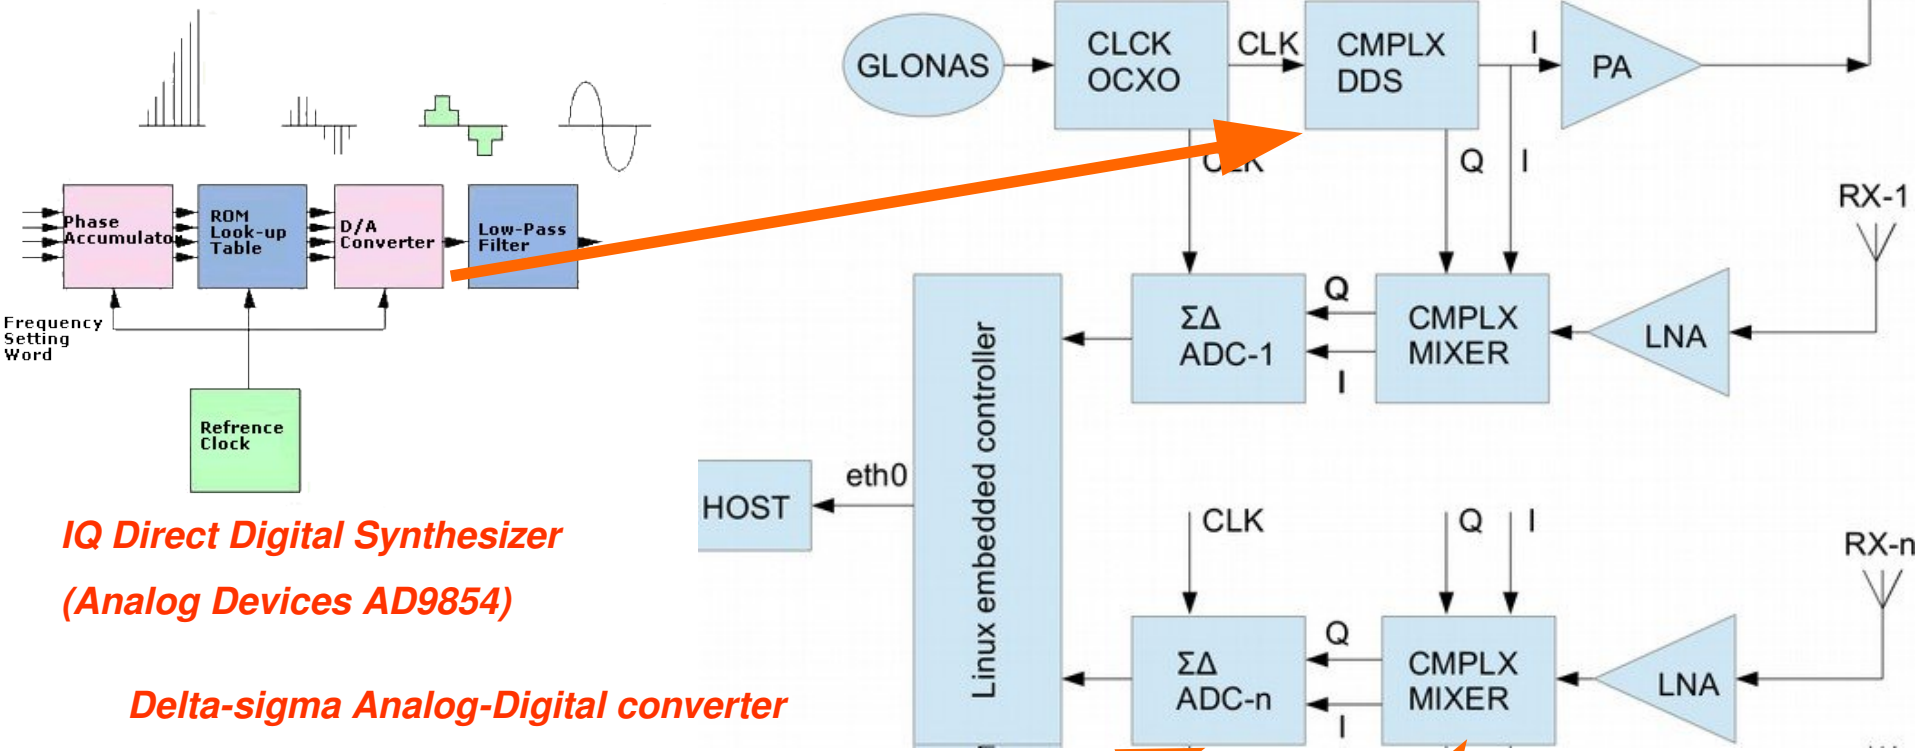 GLONAS
CLCK
OCXO
CLK
CMPLX
DDS
I
PA
CLK
Q
I
RX-1
Phase
Accumulator
ROM
Look-up
Table
D/A
Converter
Low-Pass
Filter
Frequency
Setting
Word
Refrence
Clock
Linux embedded controller
ΣΔ
ADC-1
Q
I
CMPLX
MIXER
LNA
HOST
eth0
CLK
Q
I
RX-n
ΣΔ
ADC-n
Q
I
CMPLX
MIXER
LNA
IQ Direct Digital Synthesizer
(Analog Devices AD9854)
Delta-sigma Analog-Digital converter